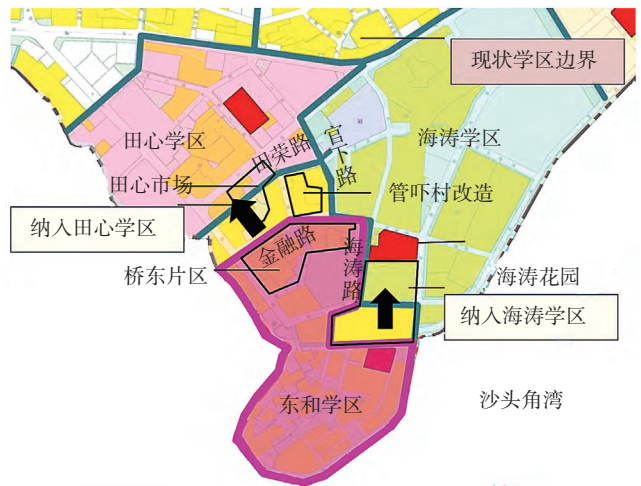 现状学区边界
田心学区
官下路
海涛学区
田荣路
田心市场
管吓村改造
纳入田心学区
金融路
海涛路
桥东片区
海涛花园
纳入海涛学区
东和学区
沙头角湾